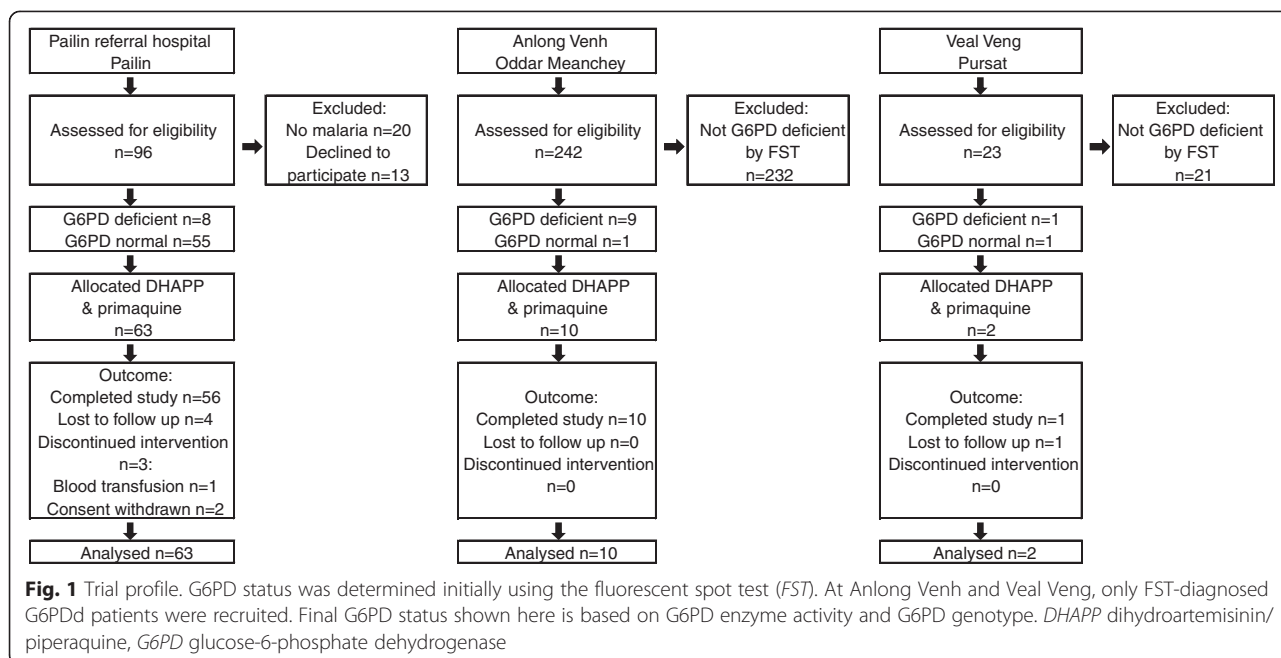 Pailin referral hospital
Pailin
Assessed for eligibility
n=96
Excluded:
No malaria n=20
Declined to
participate n=13
G6PD deficient n=8
G6PD normal n=55
Allocated DHAPP
& primaquine
n=63
Outcome:
Completed study n=56
Lost to follow up n=4
Discontinued intervention
n=3:
Blood transfusion n=1
Consent withdrawn n=2
Analysed n=63
Anlong Venh
Oddar Meanchey
Assessed for eligibility
n=242
Excluded:
Not G6PD deficient
by FST
n=232
G6PD deficient n=9
G6PD normal n=1
Allocated DHAPP
& primaquine
n=10
Outcome:
Completed study n=10
Lost to follow up n=0
Discontinued intervention
n=0
Analysed n=10
Veal Veng
Pursat
Assessed for eligibility
n=23
Excluded:
Not G6PD deficient
by FST
n=21
G6PD deficient n=1
G6PD normal n=1
Allocated DHAPP
& primaquine
n=2
Outcome:
Completed study n=1
Lost to follow up n=1
Discontinued intervention
n=0
Analysed n=2
Fig. 1 Trial profile. G6PD status was determined initially using the fluorescent spot test (FST). At Anlong Venh and Veal Veng, only FST-diagnosed
G6PDd patients were recruited. Final G6PD status shown here is based on G6PD enzyme activity and G6PD genotype. DHAPP dihydroartemisinin/
piperaquine, G6PD glucose-6-phosphate dehydrogenase